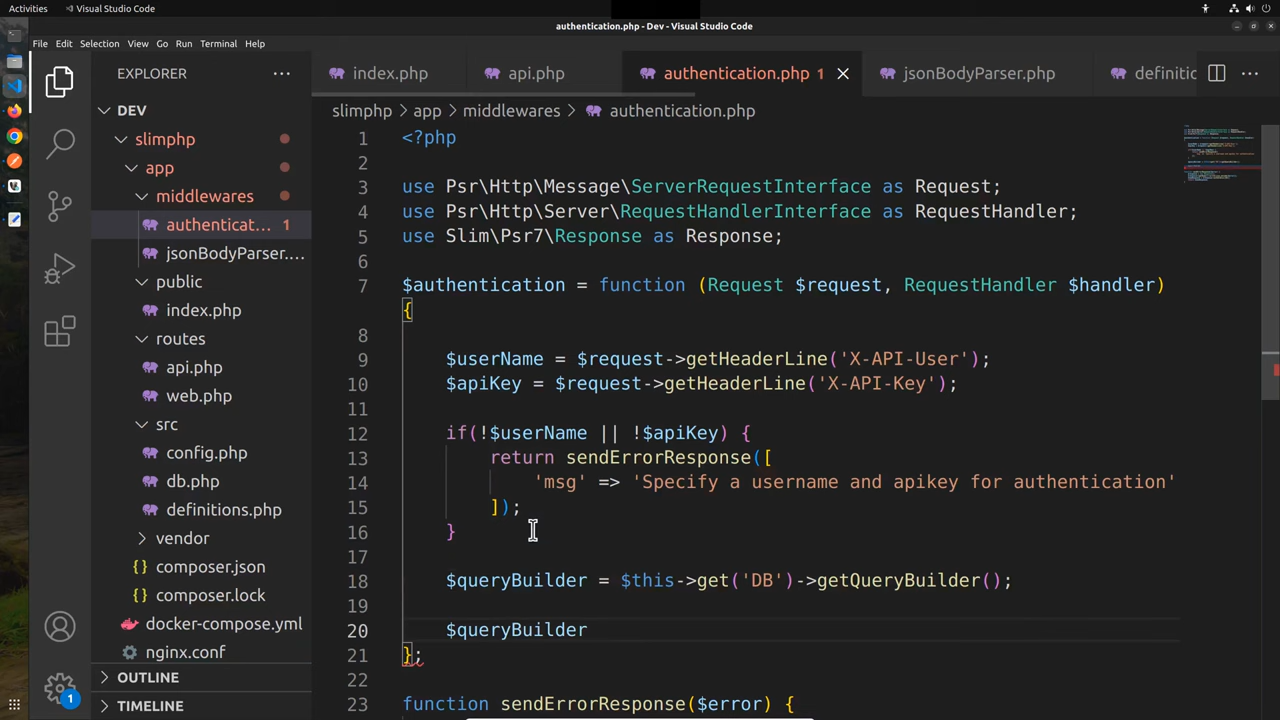 Activities
Visual Studio Code
authentication.php - Dev - Visual Studio Code
File Edit Selection View Go Run Terminal Help
EXPLORER
index.php
api.php
authentication.php 1
jsonBodyParser.php
definitic
DEV
slimphp
app
middlewares
authenticat... 1
jsonBodyParser....
public
index.php
routes
api.php
web.php
src
config.php
db.php
definitions.php
vendor
composer.json
composer.lock
docker-compose.yml
nginx.conf
OUTLINE
TIMELINE
1
slimphp > app > middlewares > authentication.php
1 <?php
2
3 use Psr\Http\Message\ServerRequestInterface as Request;
4 use Psr\Http\Server\RequestHandlerInterface as RequestHandler;
5 use Slim\Psr7\Response as Response;
6
7 $authentication = function (Request $request, RequestHandler $handler)
{
8
9 $userName = $request->getHeaderLine('X-API-User');
10 $apiKey = $request->getHeaderLine('X-API-Key');
11
12 if(!$userName || !$apiKey) {
13 return sendErrorResponse([
14 'msg' => 'Specify a username and apikey for authentication'
15 ]);
16 }
17
18 $queryBuilder = $this->get('DB')->getQueryBuilder();
19
20 $queryBuilder
21 };
22
23 function sendErrorResponse($error) {